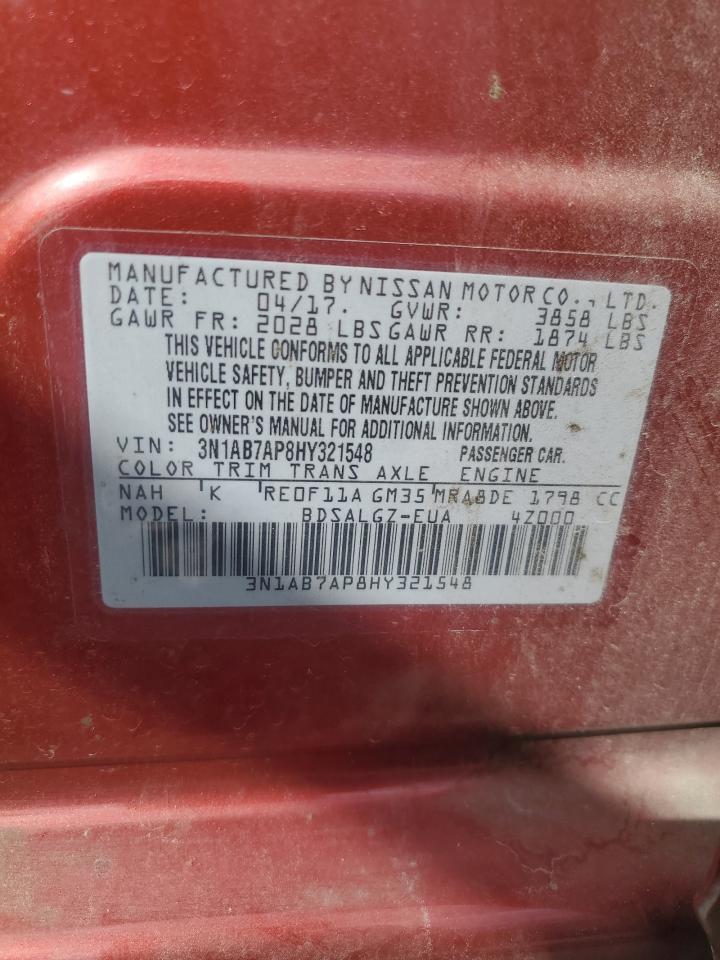 MANUFACTURED BY NISSAN MOTOR CO., LTD.
DATE: 04/17. GVWR: 3858 LBS
GAWR FR: 2028 LBS GAWR RR: 1874 LBS
THIS VEHICLE CONFORMS TO ALL APPLICABLE FEDERAL MOTOR
VEHICLE SAFETY, BUMPER AND THEFT PREVENTION STANDARDS
IN EFFECT ON THE DATE OF MANUFACTURE SHOWN ABOVE.
SEE OWNER'S MANUAL FOR ADDITIONAL INFORMATION.
VIN: 3N1AB7AP8HY321548 PASSENGER CAR.
COLOR TRIM TRANS AXLE ENGINE
NAH K RE0F11A GM35 MRA8DE 1798 CC
MODEL: BDSALGZ-EUA 4Z000
3N1AB7AP8HY321548